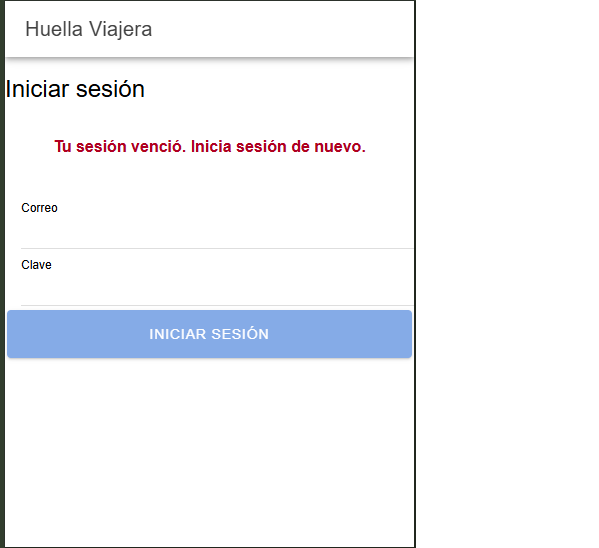 Huella Viajera
Iniciar sesión
Tu sesión venció. Inicia sesión de nuevo.
Correo
Clave
INICIAR SESIÓN